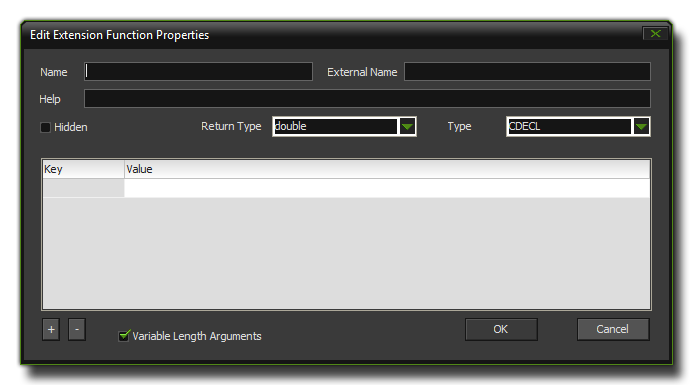 Edit Extension Function Properties
Name External Name
Help
Hidden Return Type double Type CDECL
Key Value
+ - Variable Length Arguments OK Cancel